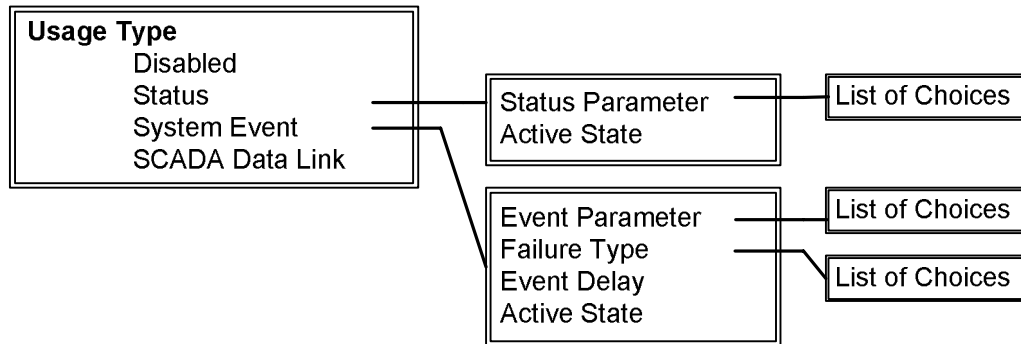 Usage Type
Disabled
Status
System Event
SCADA Data Link
Status Parameter
Active State
List of Choices
Event Parameter
Failure Type
Event Delay
Active State
List of Choices
List of Choices